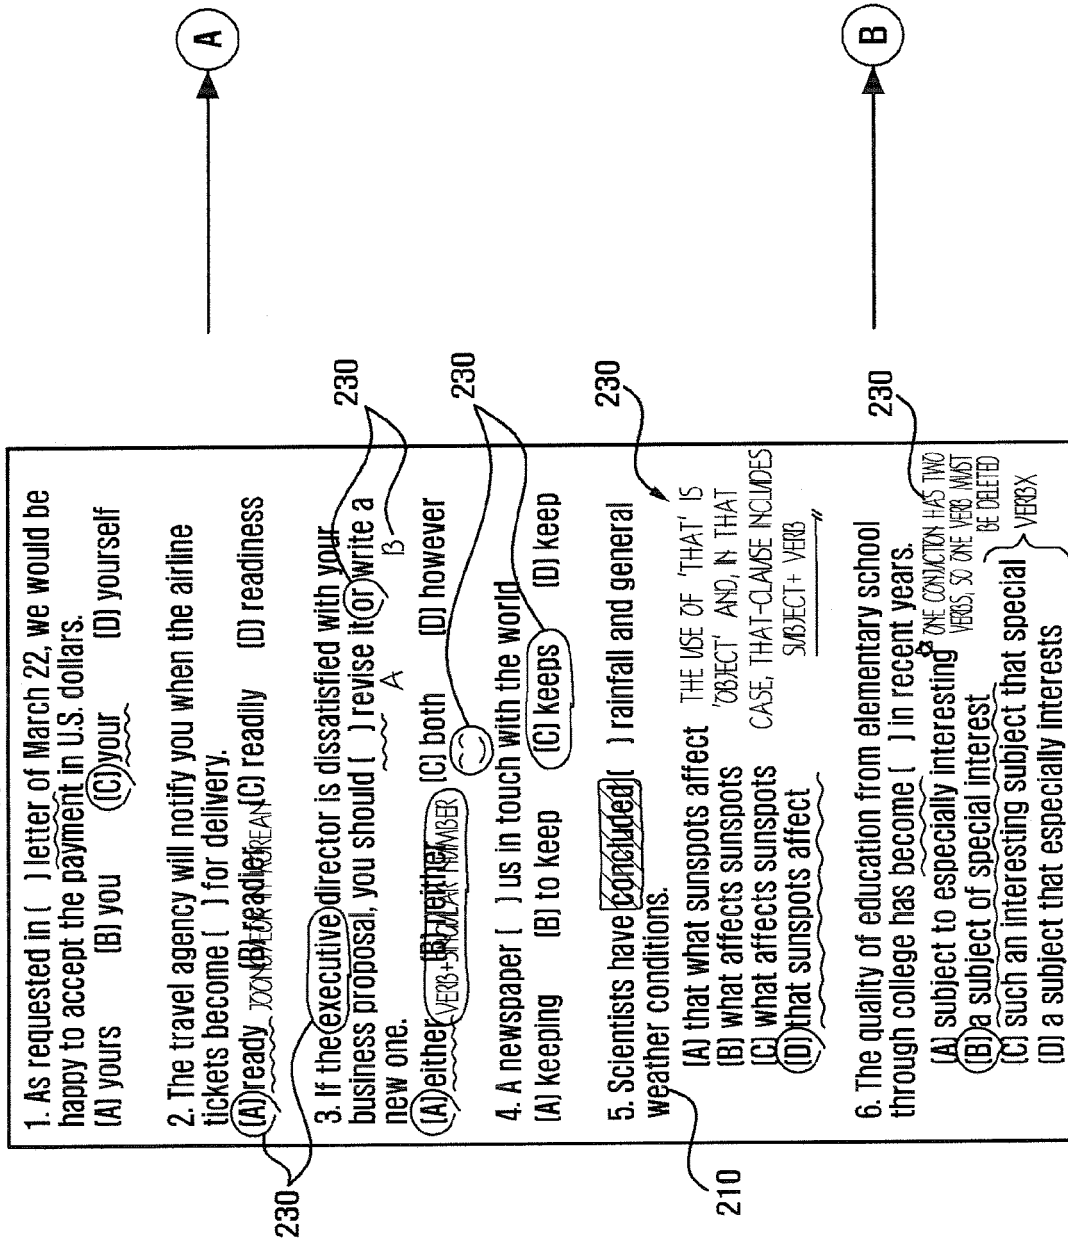 1. As requested in ( ) letter of March 22, we would be
happy to accept the payment in U.S. dollars.
(A) yours (B) you (C) your (D) yourself
2. The travel agency will notify you when the airline
tickets become ( ) for delivery.
(A) ready (B) readier (C) readily (D) readiness
KOREAN
3. If the executive director is dissatisfied with your
business proposal, you should ( ) revise it or write a
A B
new one.
(A) either (B) neither (C) both (D) however
VERB+SINGULAR NUMBER
4. A newspaper ( ) us in touch with the world
(A) keeping (B) to keep (C) keeps (D) keep
5. Scientists have concluded ( ) rainfall and general
weather conditions.
(A) that what sunspots affect
(B) what affects sunspots
(C) what affects sunspots
(D) that sunspots affect
THE USE OF 'THAT' IS
'OBJECT' AND, IN THAT
CASE, THAT-CLAUSE INCLUDES
SUBJECT+ VERB
6. The quality of education from elementary school
through college has become ( ) in recent years.
(A) subject to especially interesting
(B) a subject of special interest
(C) such an interesting subject that special
(D) a subject that especially interests
ONE CONJUCTION HAS TWO
VERBS, SO ONE VERB MUST
BE DELETED
VERB X
230
230
230
230
230
210
A
B